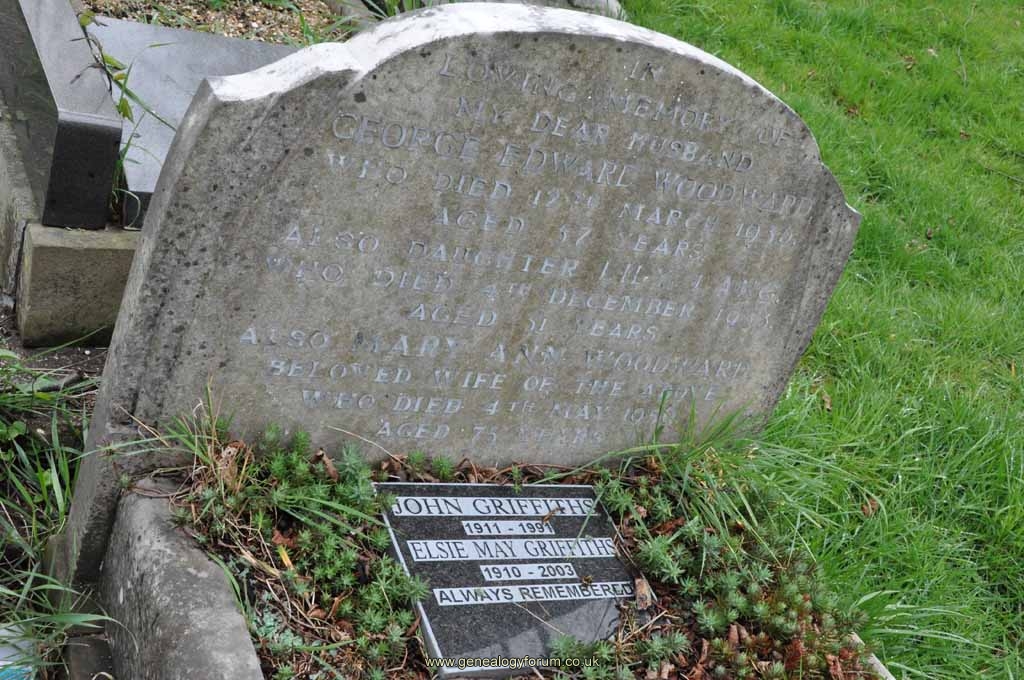 IN
LOVING MEMORY OF
MY DEAR HUSBAND
GEORGE EDWARD WOODWARD
WHO DIED MARCH
AGED 57 YEARS
ALSO DAUGHTER LILY
WHO DIED 4TH DECEMBER
AGED 31 YEARS
ALSO MARY ANN WOODWARD
BELOVED WIFE OF THE ABOVE
WHO DIED 4TH MAY
AGED 75 YEARS
JOHN GRIFFITHS
1911 - 1991
ELSIE MAY GRIFFITHS
1910 - 2003
ALWAYS REMEMBERED
www.genealogyforum.co.uk